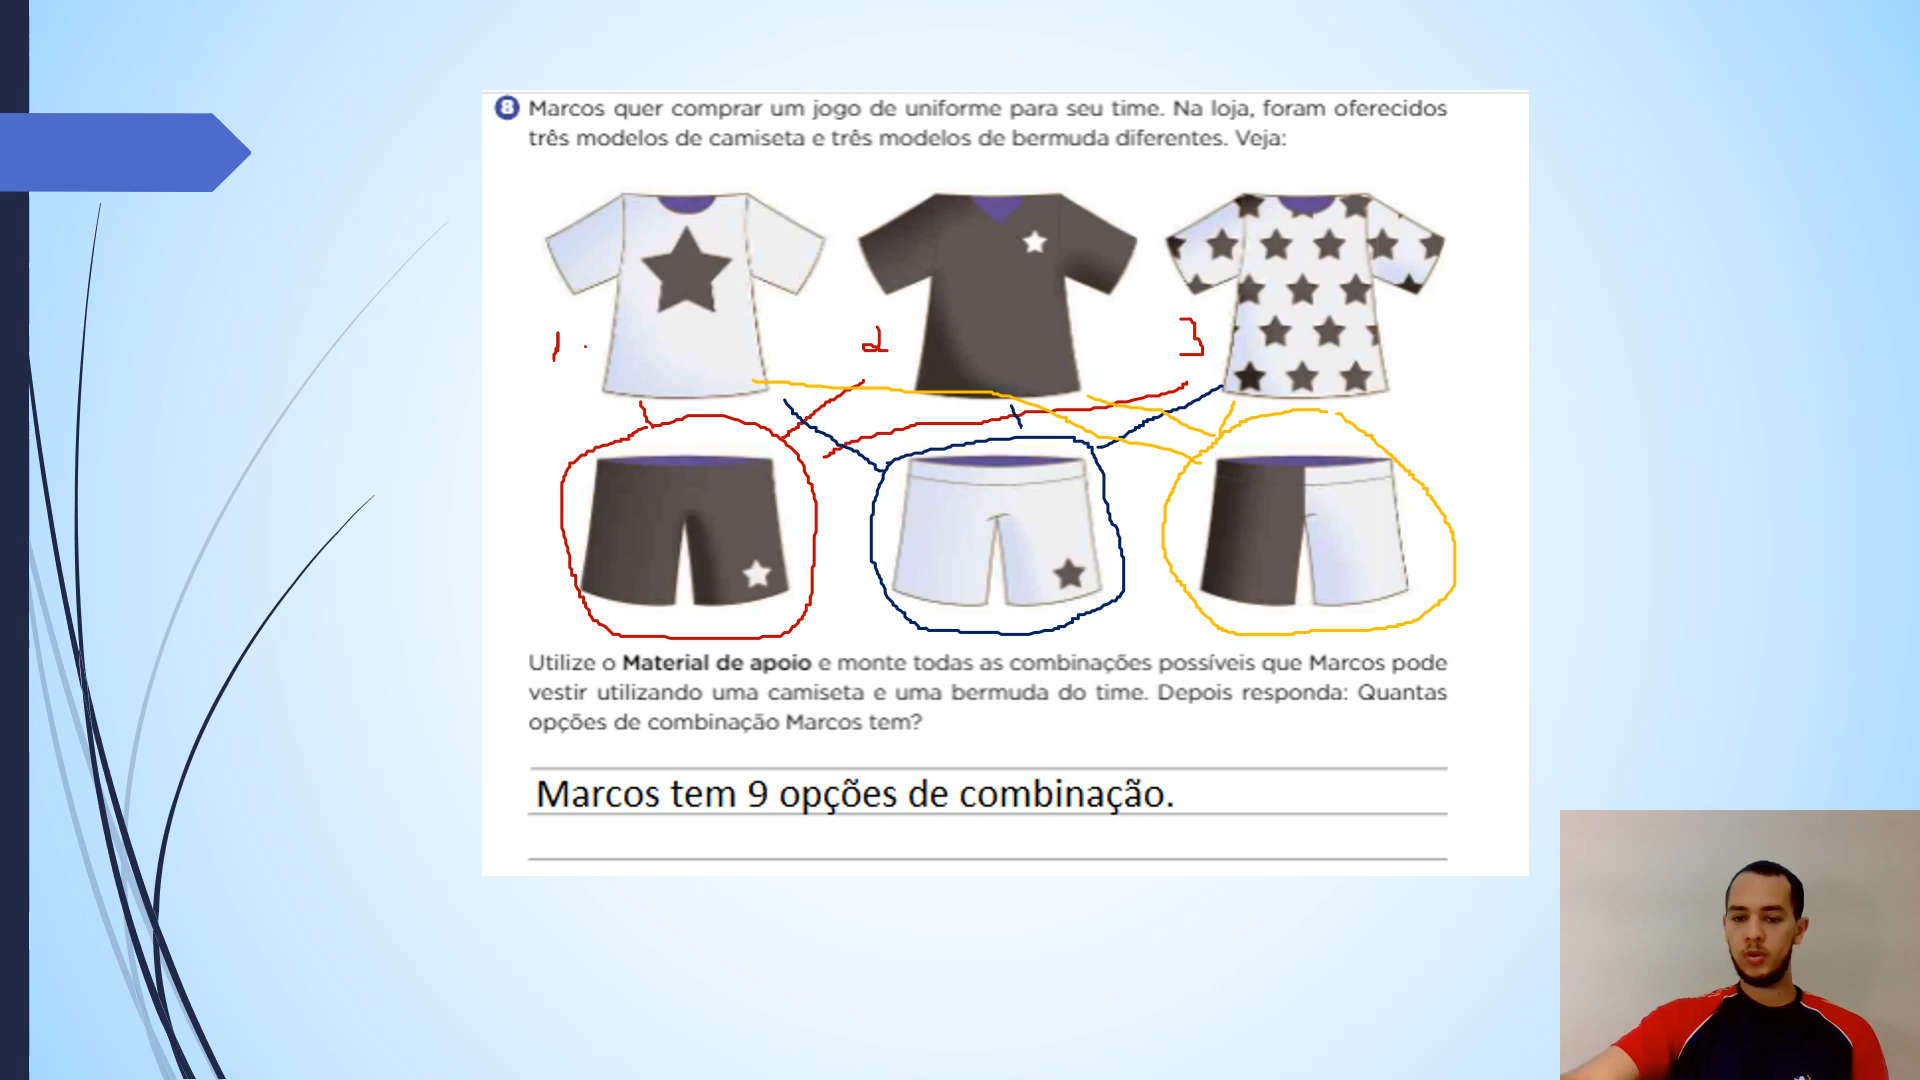 8 Marcos quer comprar um jogo de uniforme para seu time. Na loja, foram oferecidos
três modelos de camiseta e três modelos de bermuda diferentes. Veja:
1. 2 3
Utilize o Material de apoio e monte todas as combinações possíveis que Marcos pode
vestir utilizando uma camiseta e uma bermuda do time. Depois responda: Quantas
opções de combinação Marcos tem?
Marcos tem 9 opções de combinação.